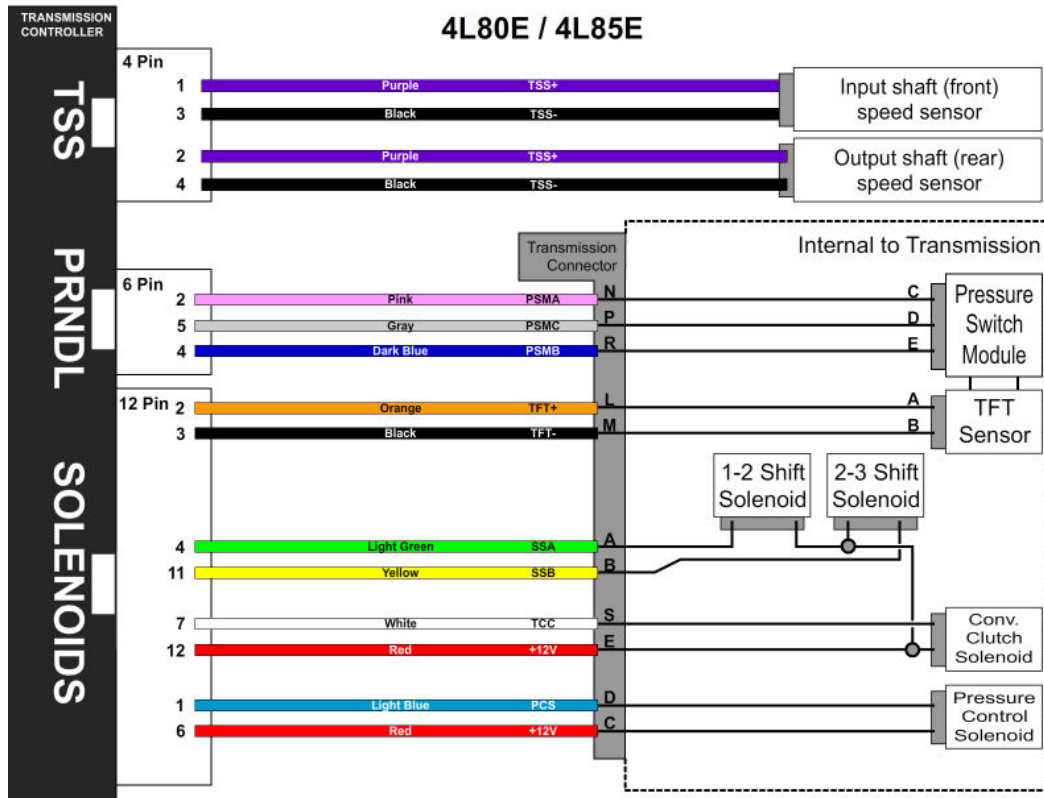 TRANSMISSION
CONTROLLER
4L80E / 4L85E
TSS
4 Pin
1 Purple TSS+
3 Black TSS-
Input shaft (front)
speed sensor
2 Purple TSS+
4 Black TSS-
Output shaft (rear)
speed sensor
Transmission
Connector
Internal to Transmission
PRNDL
6 Pin
2 Pink PSMA N C
5 Gray PSMC P D
4 Dark Blue PSMB R E
Pressure
Switch
Module
SOLENOIDS
12 Pin
2 Orange TFT+ L A
3 Black TFT- M B
TFT
Sensor
1-2 Shift
Solenoid
2-3 Shift
Solenoid
4 Light Green SSA A
11 Yellow SSB B
7 White TCC S
12 Red +12V E
Conv.
Clutch
Solenoid
1 Light Blue PCS D
6 Red +12V C
Pressure
Control
Solenoid